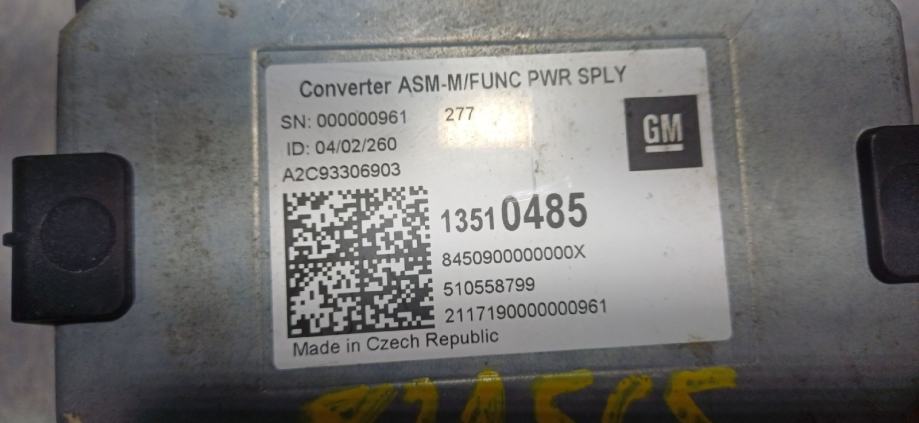 Converter ASM-M/FUNC PWR SPLY
SN: 000000961 277
GM
ID: 04/02/260
A2C93306903
13510485
8450900000000X
510558799
2117190000000961
Made in Czech Republic